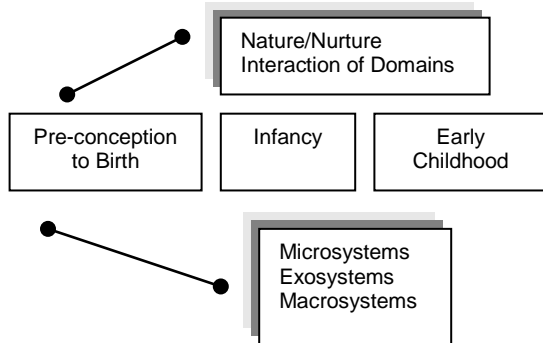 Nature/Nurture
Interaction of Domains
Pre-conception
to Birth
Infancy
Early
Childhood
Microsystems
Exosystems
Macrosystems